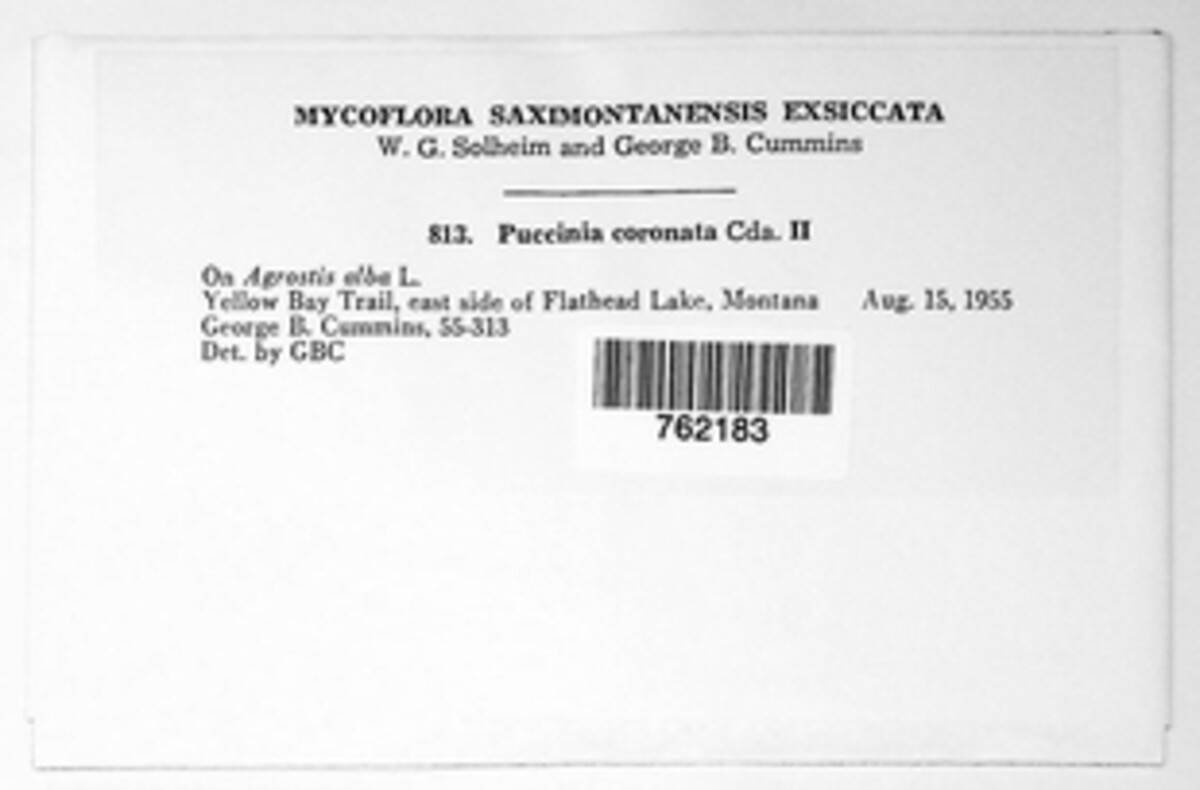 MYCOFLORA SAXIMONTANENSIS EXSICCATA
W. G. Solheim and George B. Cummins
813. Puccinia coronata Cda. II
On Agrostis alba L.
Yellow Bay Trail, east side of Flathead Lake, Montana Aug. 15, 1955
George B. Cummins, 55-313
Det. by GBC
762183